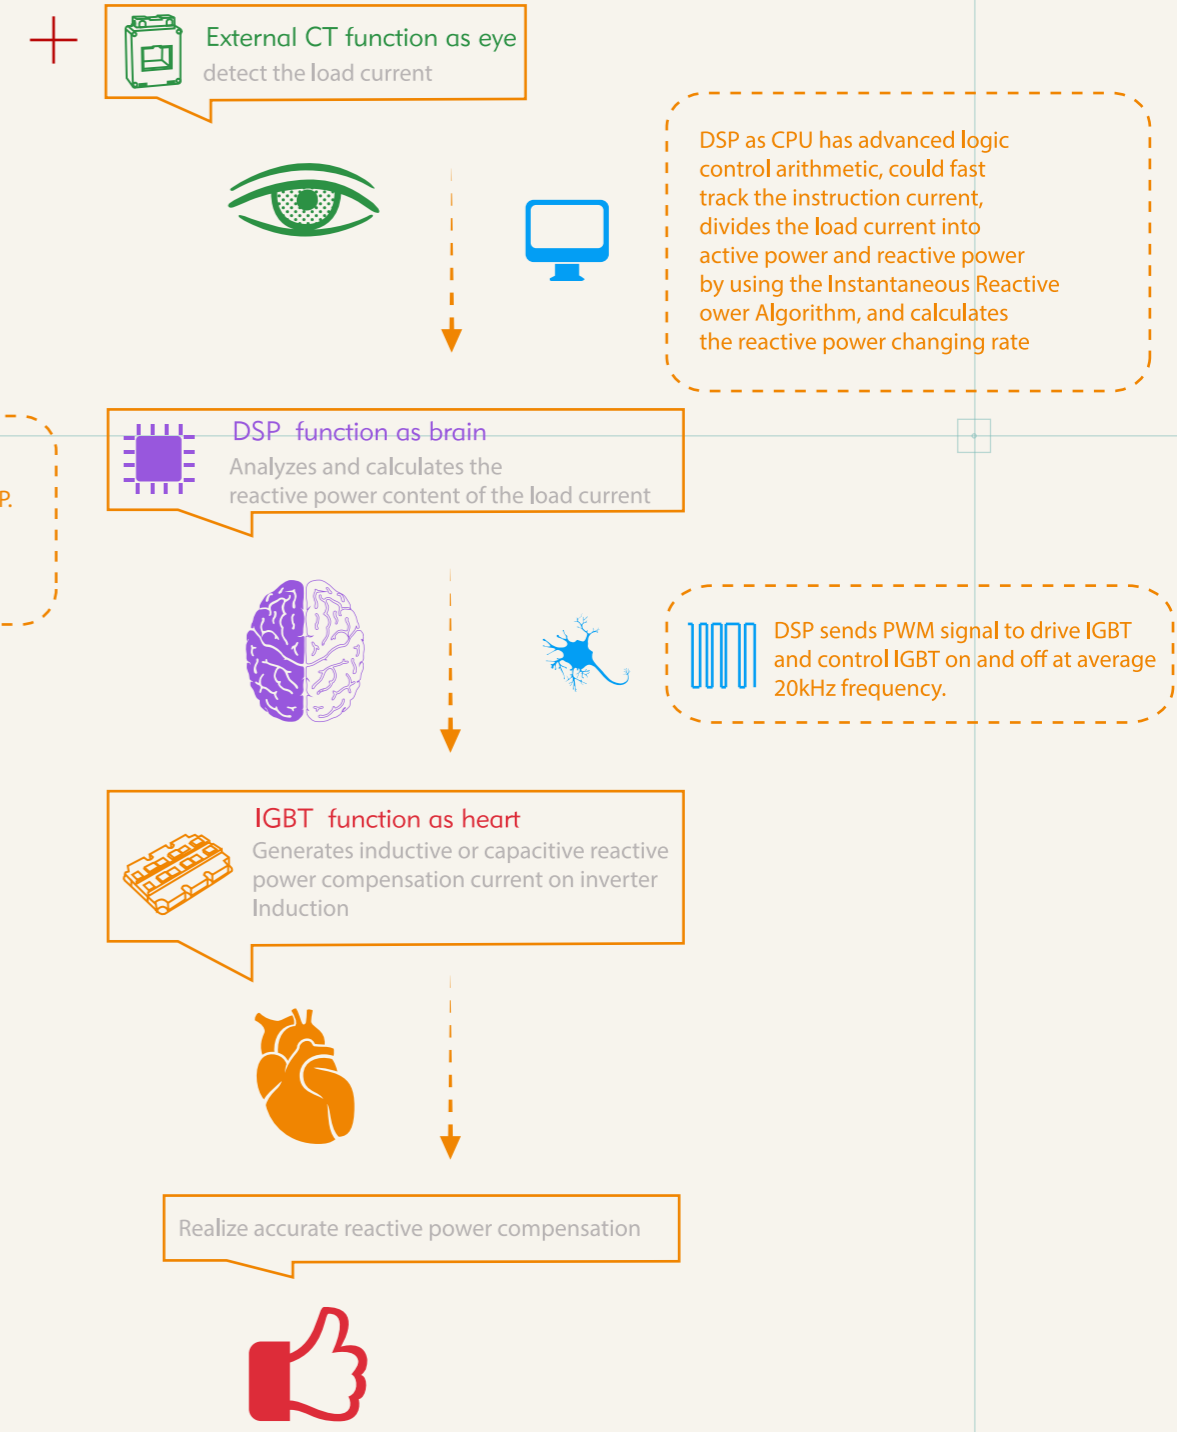 External CT function as eye
detect the load current
DSP as CPU has advanced logic
control arithmetic, could fast
track the instruction current,
divides the load current into
active power and reactive power
by using the Instantaneous Reactive
ower Algorithm, and calculates
the reactive power changing rate
DSP function as brain
Analyzes and calculates the
reactive power content of the load current
P.
DSP sends PWM signal to drive IGBT
and control IGBT on and off at average
20kHz frequency.
IGBT function as heart
Generates inductive or capacitive reactive
power compensation current on inverter
Induction
Realize accurate reactive power compensation